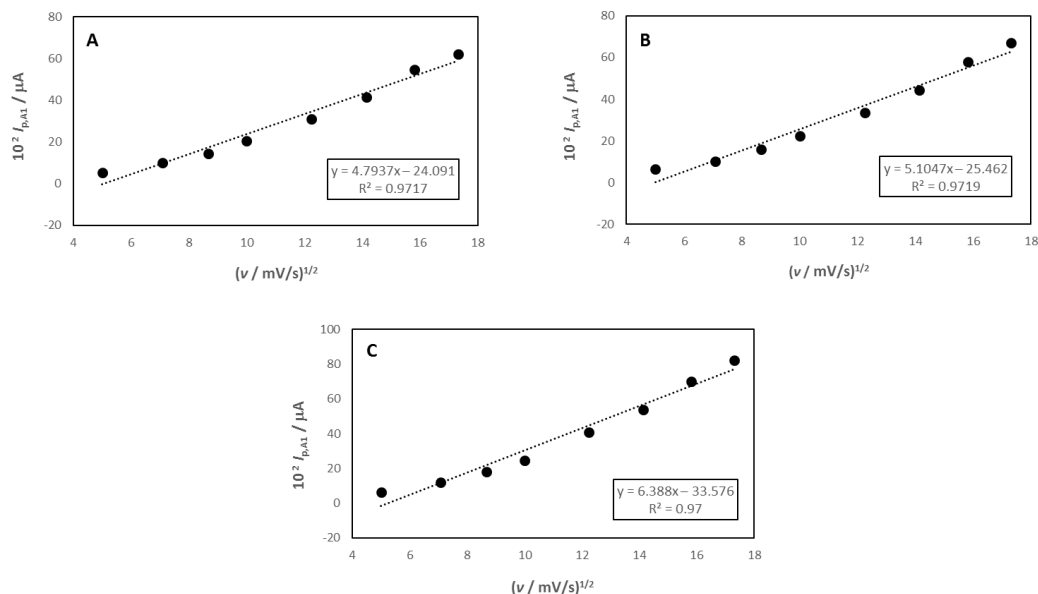 A
10² Iₚ,A1 / µA
80
60
40
20
0
-20
4 6 8 10 12 14 16 18
y = 4.7937x – 24.091
R² = 0.9717
(v / mV/s)¹/²
B
10² Iₚ,A1 / µA
80
60
40
20
0
-20
4 6 8 10 12 14 16 18
y = 5.1047x – 25.462
R² = 0.9719
(v / mV/s)¹/²
C
10² Iₚ,A1 / µA
100
80
60
40
20
0
-20
4 6 8 10 12 14 16 18
y = 6.388x – 33.576
R² = 0.97
(v / mV/s)¹/²